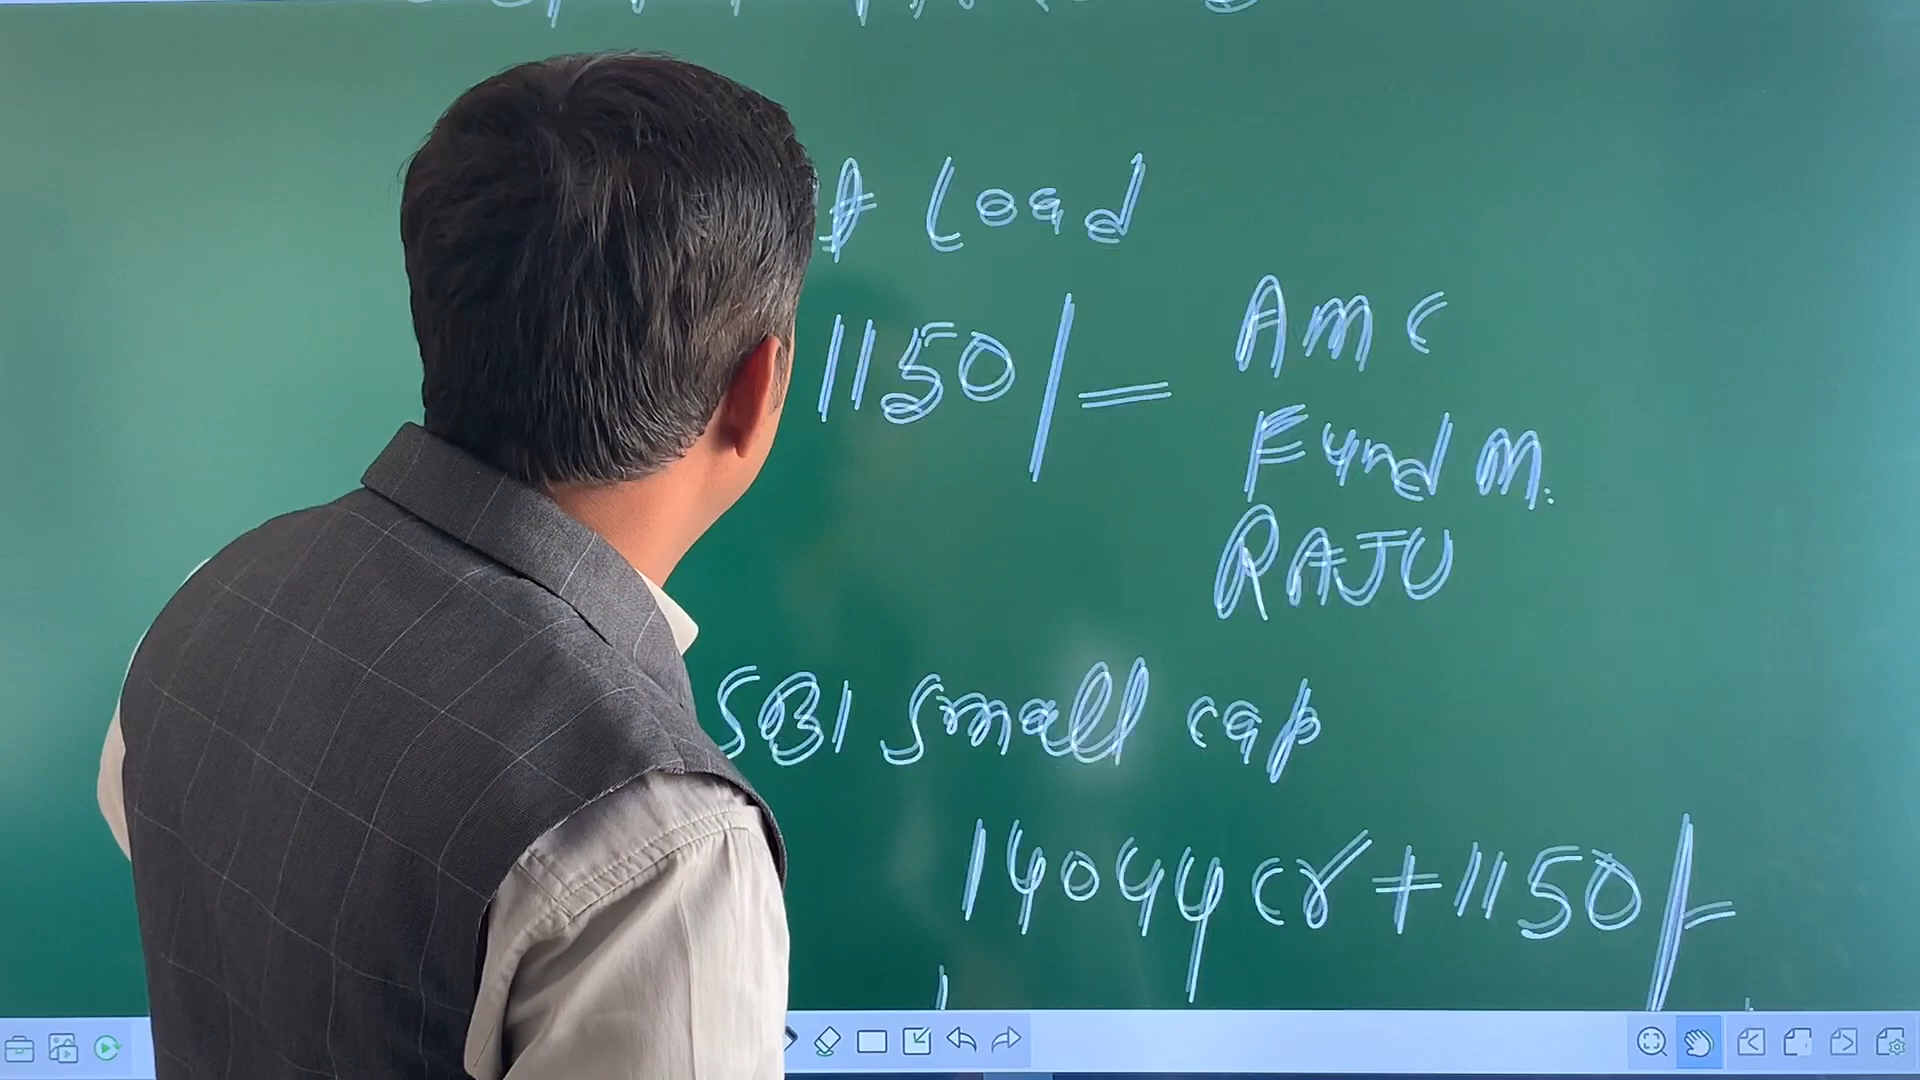 # Load
1150/=
AMC
Fund M.
RAJU
SBI Small cap
14044 cr + 1150/-